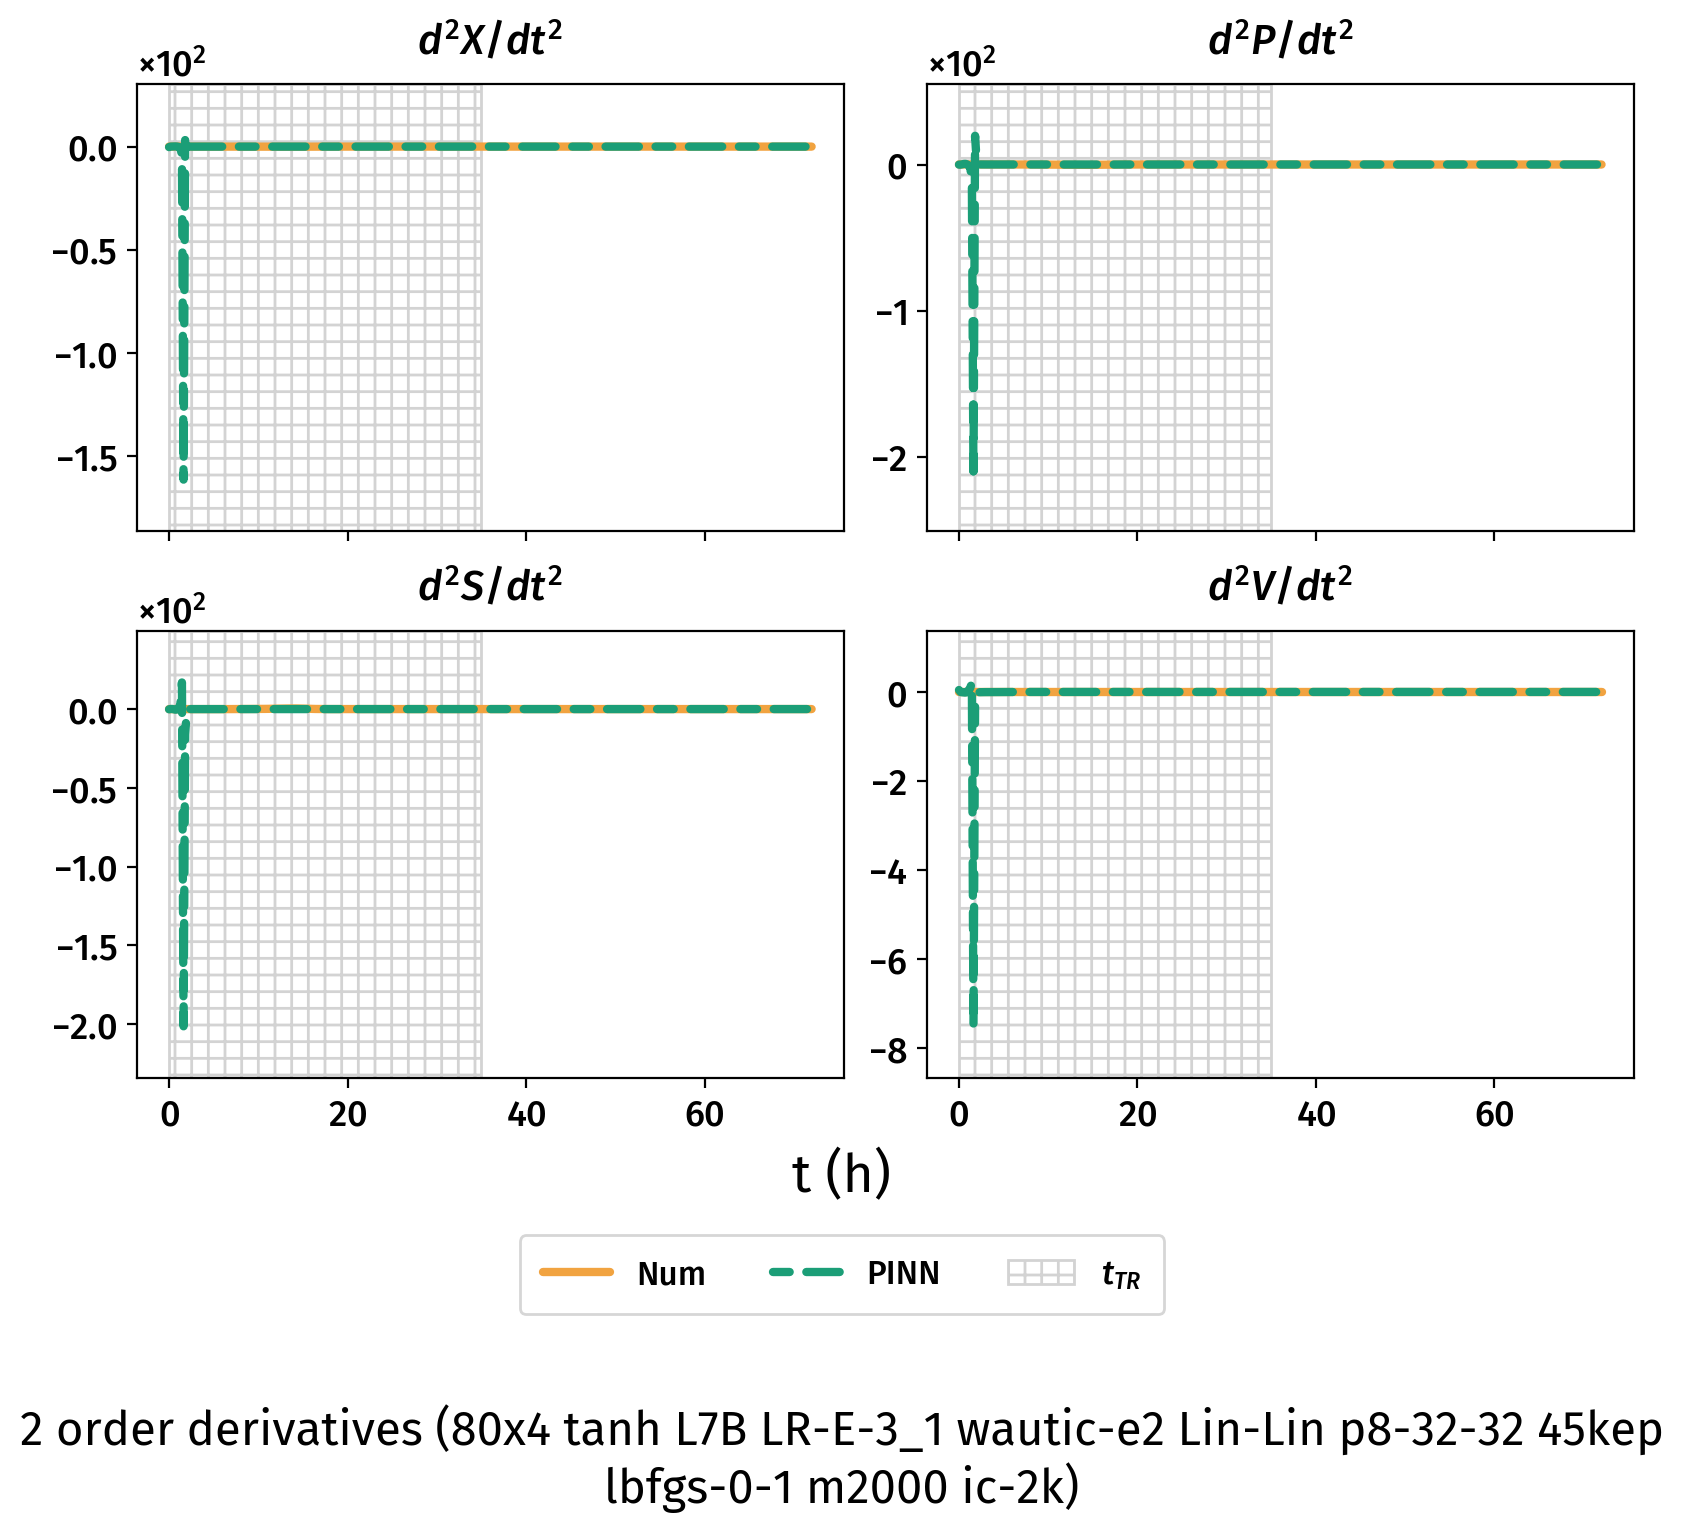 d²X/dt²
×10²
0.0
−0.5
−1.0
−1.5
d²P/dt²
×10²
0
−1
−2
d²S/dt²
×10²
0.0
−0.5
−1.0
−1.5
−2.0
0 20 40 60
d²V/dt²
0
−2
−4
−6
−8
0 20 40 60
t (h)
Num PINN t_TR
2 order derivatives (80x4 tanh L7B LR-E-3_1 wautic-e2 Lin-Lin p8-32-32 45kep
lbfgs-0-1 m2000 ic-2k)